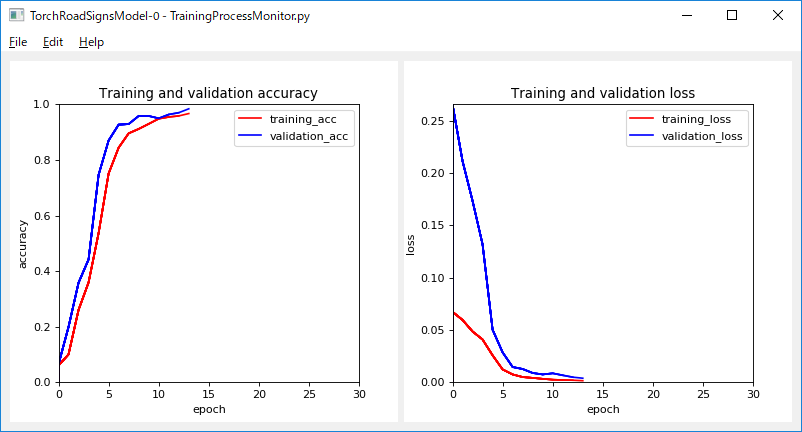 TorchRoadSignsModel-0 - TrainingProcessMonitor.py
File Edit Help
Training and validation accuracy
1.0
0.8
0.6
0.4
0.2
0.0
accuracy
training_acc
validation_acc
0 5 10 15 20 25 30
epoch
Training and validation loss
0.25
0.20
0.15
0.10
0.05
0.00
loss
training_loss
validation_loss
0 5 10 15 20 25 30
epoch